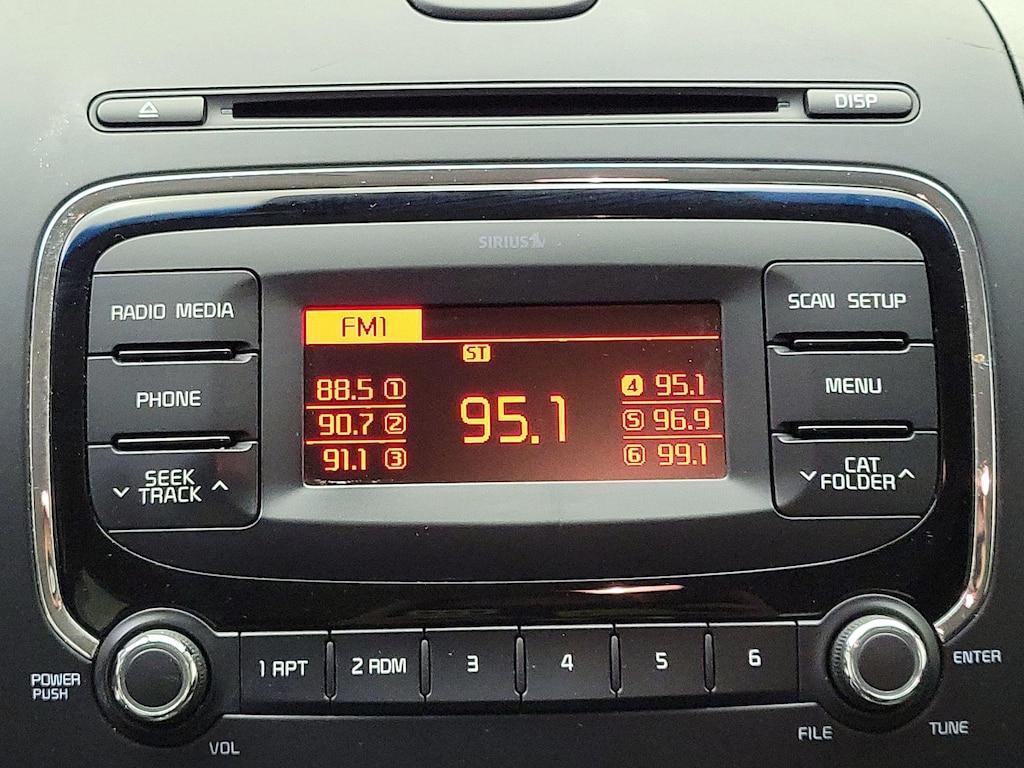 DISP
SIRIUS
RADIO MEDIA
PHONE
SEEK
TRACK
FM1
ST
88.5 1
90.7 2
91.1 3
95.1
4 95.1
5 96.9
6 99.1
SCAN SETUP
MENU
CAT
FOLDER
POWER
PUSH
VOL
1 RPT
2 RDM
3
4
5
6
ENTER
FILE
TUNE